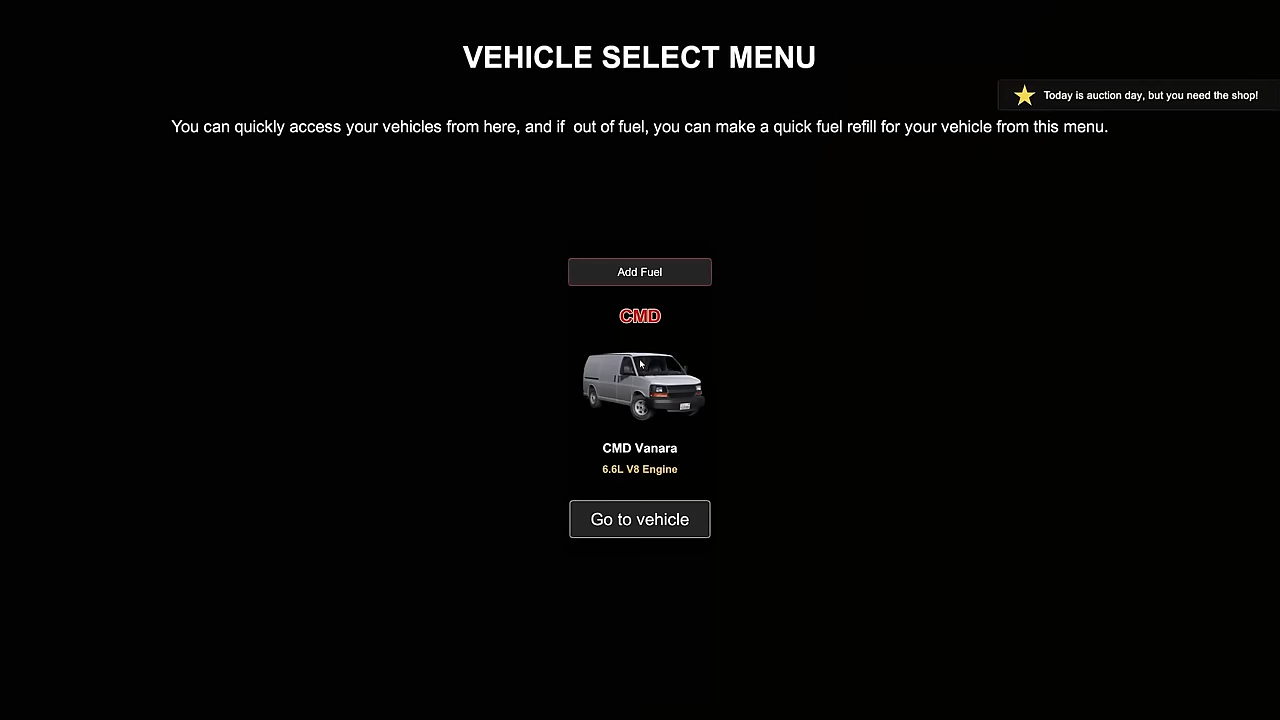 VEHICLE SELECT MENU
Today is auction day, but you need the shop!
You can quickly access your vehicles from here, and if  out of fuel, you can make a quick fuel refill for your vehicle from this menu.
Add Fuel
CMD
CMD Vanara
6.6L V8 Engine
Go to vehicle